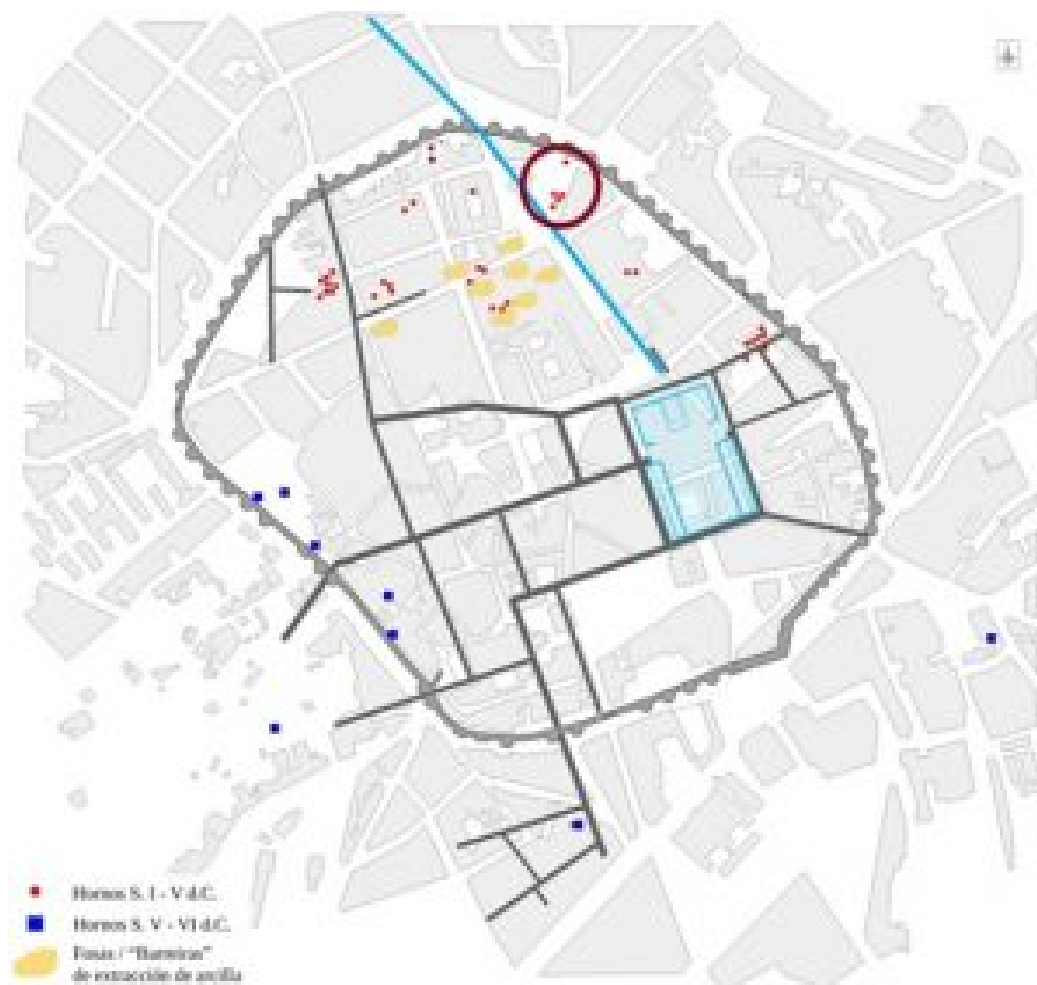 Hornos S. I - V d.C.
Hornos S. V - VI d.C.
Fosas / "Barreiras"
de extracción de arcilla